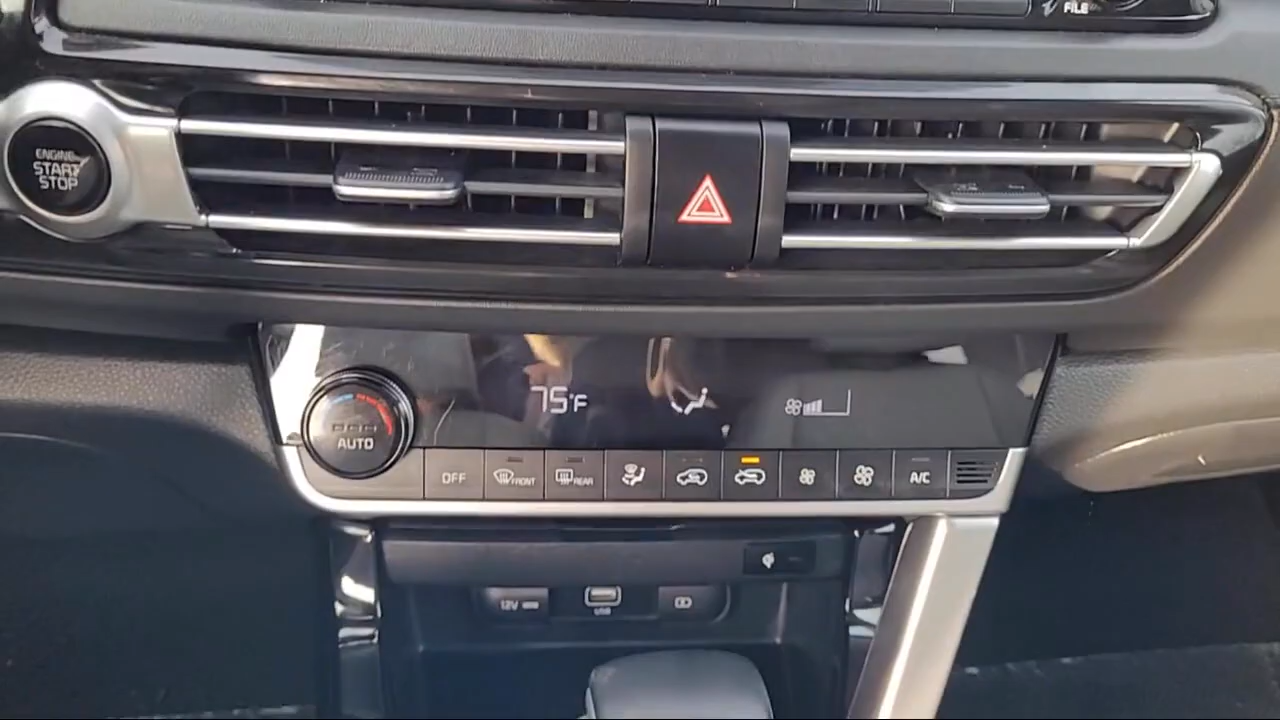 FILE
ENGINE
START
STOP
75°F
AUTO
OFF
FRONT
REAR
A/C
12V
USB